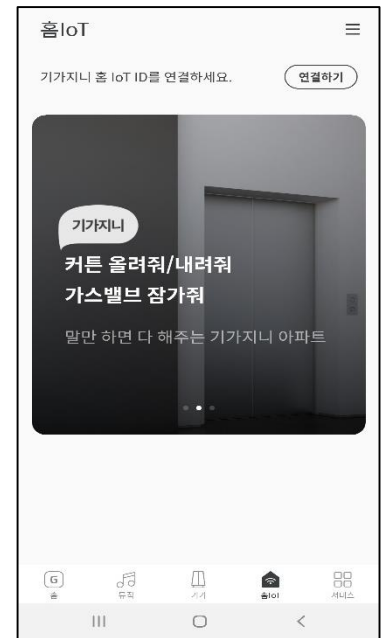 홈IoT
기가지니 홈 IoT ID를 연결하세요.
연결하기
기가지니
커튼 올려줘/내려줘
가스밸브 잠가줘
말만 하면 다 해주는 기가지니 아파트
G
홈
뮤직
기기
홈IoT
서비스